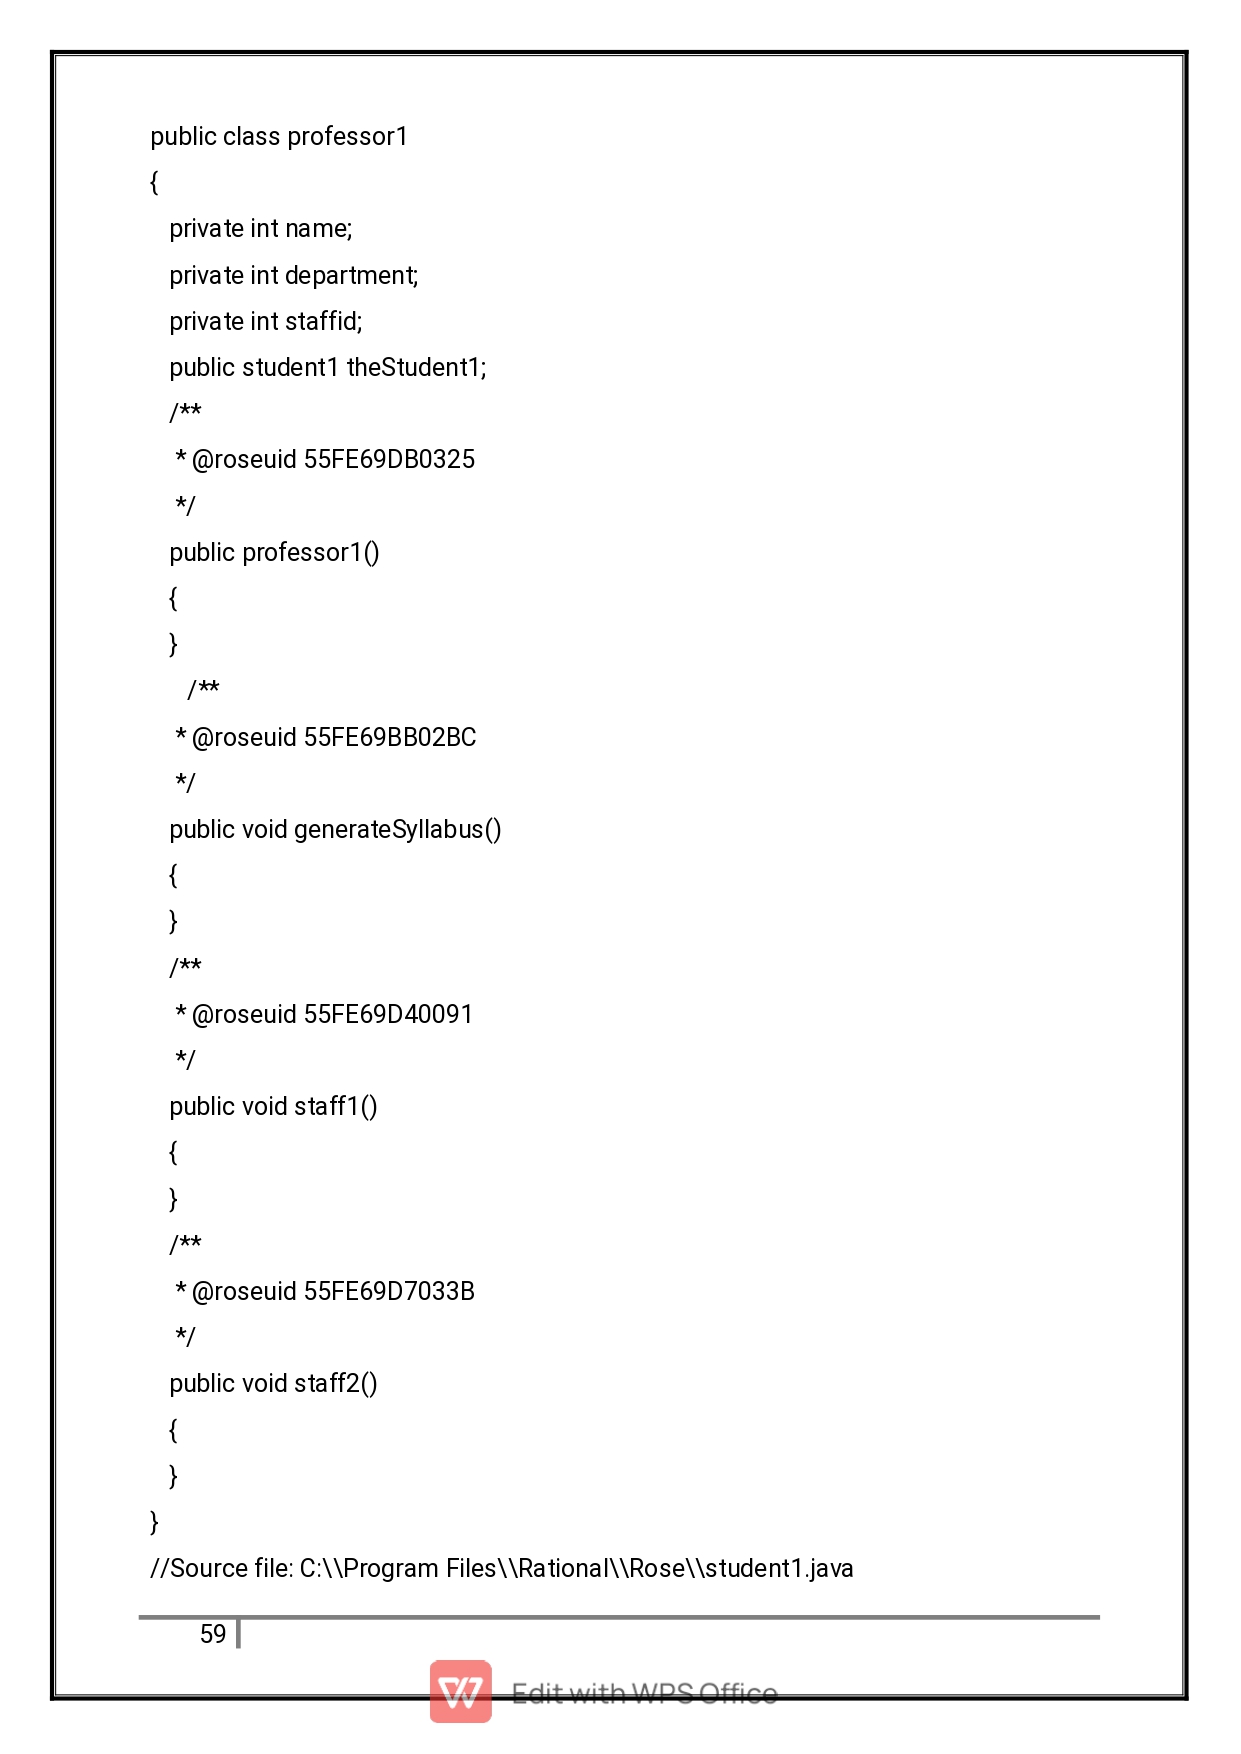 public class professor1
{
private int name;
private int department;
private int staffid;
public student1 theStudent1;
/**
* @roseuid 55FE69DB0325
*/
public professor1()
{
}
/**
* @roseuid 55FE69BB02BC
*/
public void generateSyllabus()
{
}
/**
* @roseuid 55FE69D40091
*/
public void staff1()
{
}
/**
* @roseuid 55FE69D7033B
*/
public void staff2()
{
}
}
//Source file: C:\\Program Files\\Rational\\Rose\\student1.java
59
Edit with WPS Office